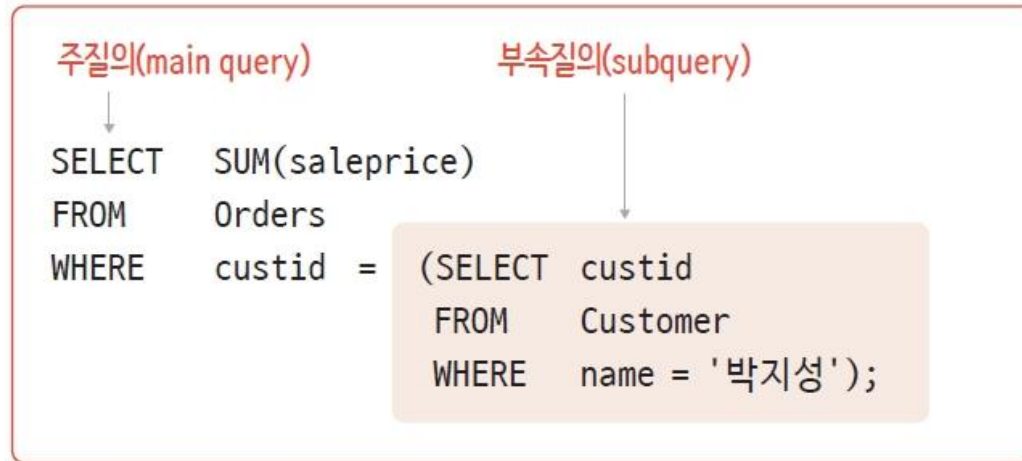 주질의(main query) 부속질의(subquery)
SELECT SUM(saleprice)
FROM Orders
WHERE custid = (SELECT custid
FROM Customer
WHERE name = '박지성');